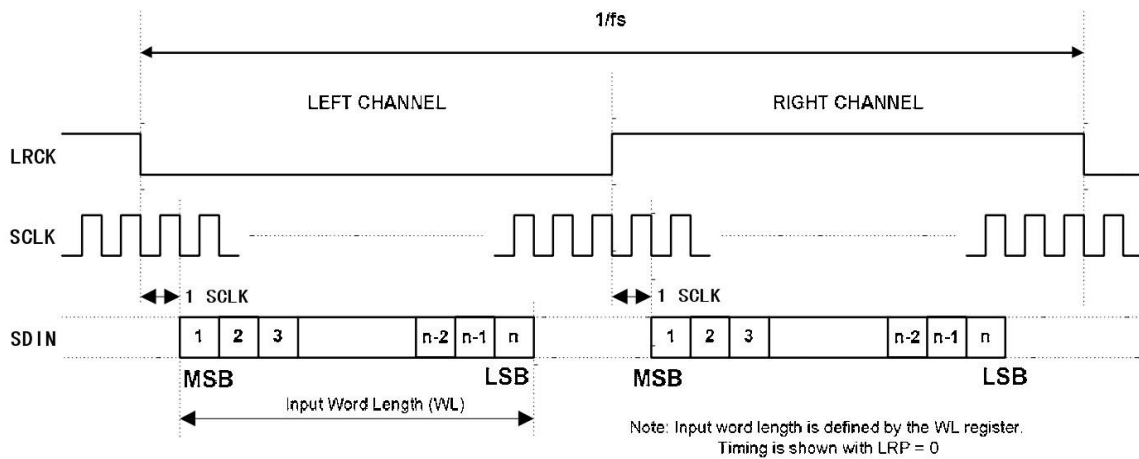 1/fs
LEFT CHANNEL RIGHT CHANNEL
LRCK
SCLK
1 SCLK 1 SCLK
SDIN 1 2 3 n-2 n-1 n 1 2 3 n-2 n-1 n
MSB LSB MSB LSB
Input Word Length (WL)
Note: Input word length is defined by the WL register.
Timing is shown with LRP = 0